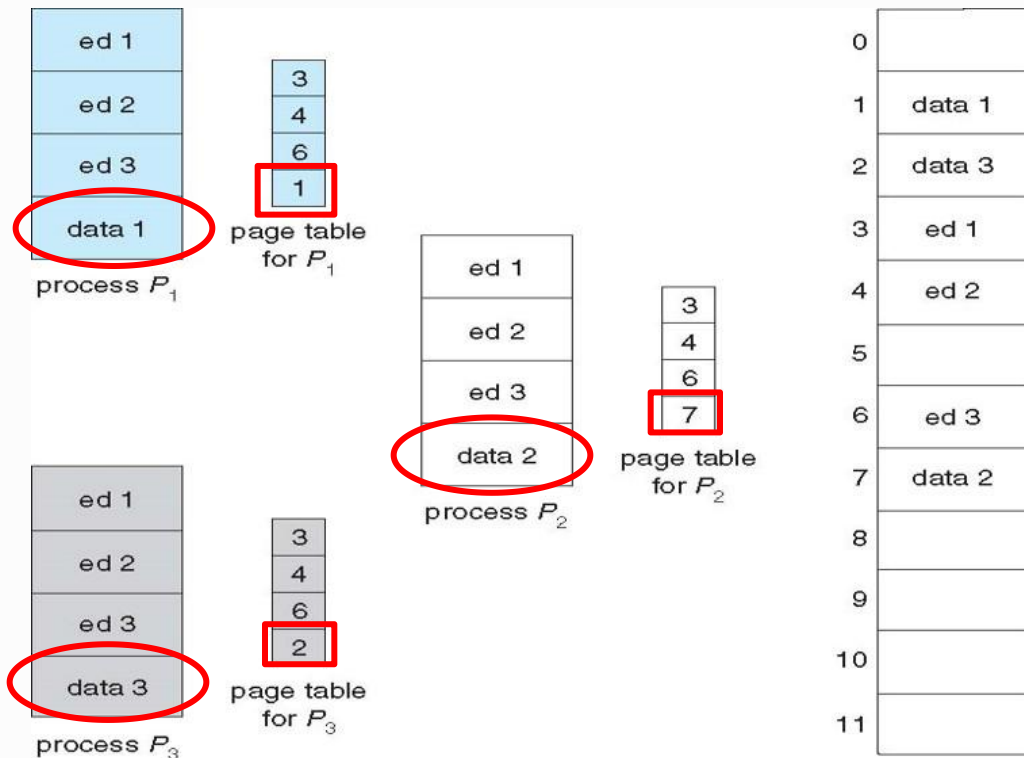 ed 1
ed 2
ed 3
data 1
process P₁
3
4
6
1
page table
for P₁
ed 1
ed 2
ed 3
data 2
process P₂
3
4
6
7
page table
for P₂
ed 1
ed 2
ed 3
data 3
process P₃
3
4
6
2
page table
for P₃
0
1 data 1
2 data 3
3 ed 1
4 ed 2
5
6 ed 3
7 data 2
8
9
10
11